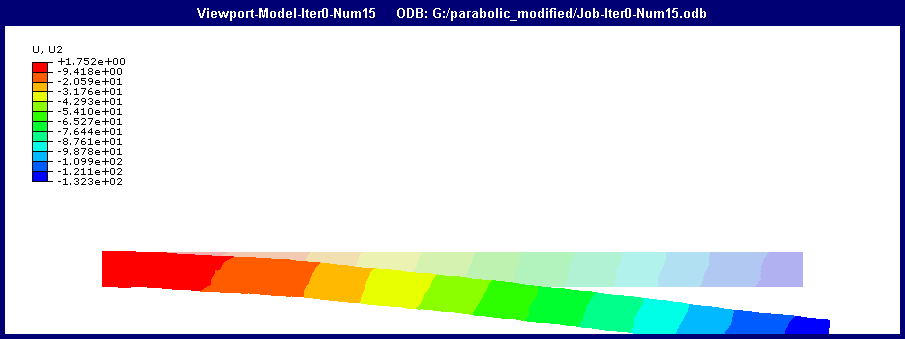 Viewport-Model-Iter0-Num15 ODB: G:/parabolic_modified/Job-Iter0-Num15.odb
U, U2
+1.752e+00
-9.418e+00
-2.059e+01
-3.176e+01
-4.293e+01
-5.410e+01
-6.527e+01
-7.644e+01
-8.761e+01
-9.878e+01
-1.099e+02
-1.211e+02
-1.323e+02